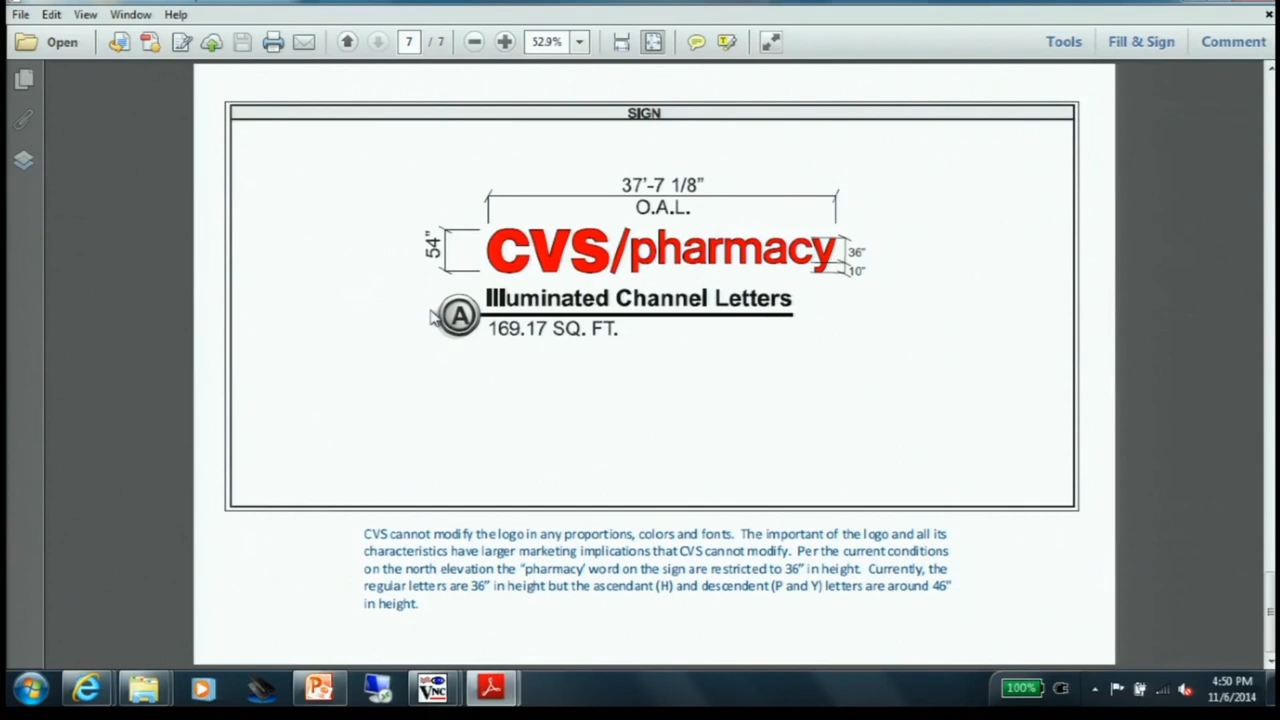 File Edit View Window Help
Open 7 / 7 52.9% Tools Fill & Sign Comment
SIGN
37'-7 1/8"
O.A.L.
54" CVS/pharmacy 36"
10"
A Illuminated Channel Letters
169.17 SQ. FT.
CVS cannot modify the logo in any proportions, colors and fonts. The important of the logo and all its
characteristics have larger marketing implications that CVS cannot modify. Per the current conditions
on the north elevation the "pharmacy' word on the sign are restricted to 36" in height. Currently, the
regular letters are 36" in height but the ascendant (H) and descendent (P and Y) letters are around 46"
in height.
VNC 100% 4:50 PM
11/6/2014